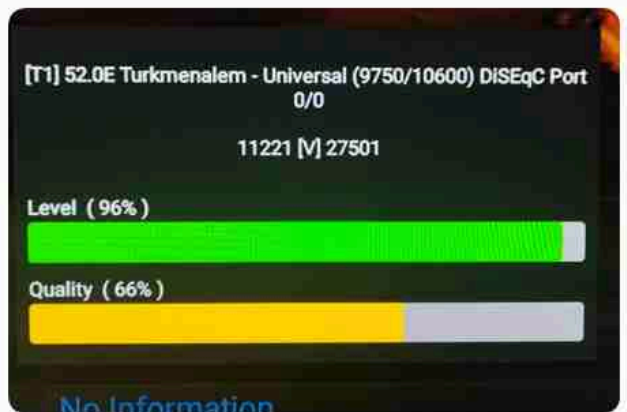 [T1] 52.0E Turkmenalem - Universal (9750/10600) DiSEqC Port
0/0
11221 [V] 27501
Level ( 96% )
Quality ( 66% )
No Information